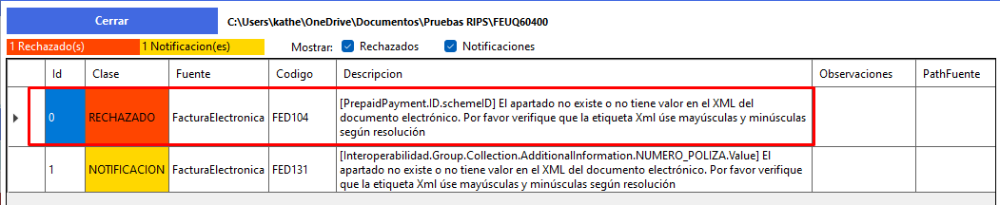 Cerrar
C:\Users\kathe\OneDrive\Documentos\Pruebas RIPS\FEUQ60400
1 Rechazado(s)
1 Notificacion(es)
Mostrar:
Rechazados
Notificaciones
Id
Clase
Fuente
Codigo
Descripcion
Observaciones
PathFuente
0
RECHAZADO
FacturaElectronica
FED104
[PrepaidPayment.ID.schemeID] El apartado no existe o no tiene valor en el XML del
documento electrónico. Por favor verifique que la etiqueta Xml úse mayúsculas y minúsculas
según resolución
1
NOTIFICACION
FacturaElectronica
FED131
[Interoperabilidad.Group.Collection.AdditionalInformation.NUMERO_POLIZA.Value] El
apartado no existe o no tiene valor en el XML del documento electrónico. Por favor verifique
que la etiqueta Xml úse mayúsculas y minúsculas según resolución